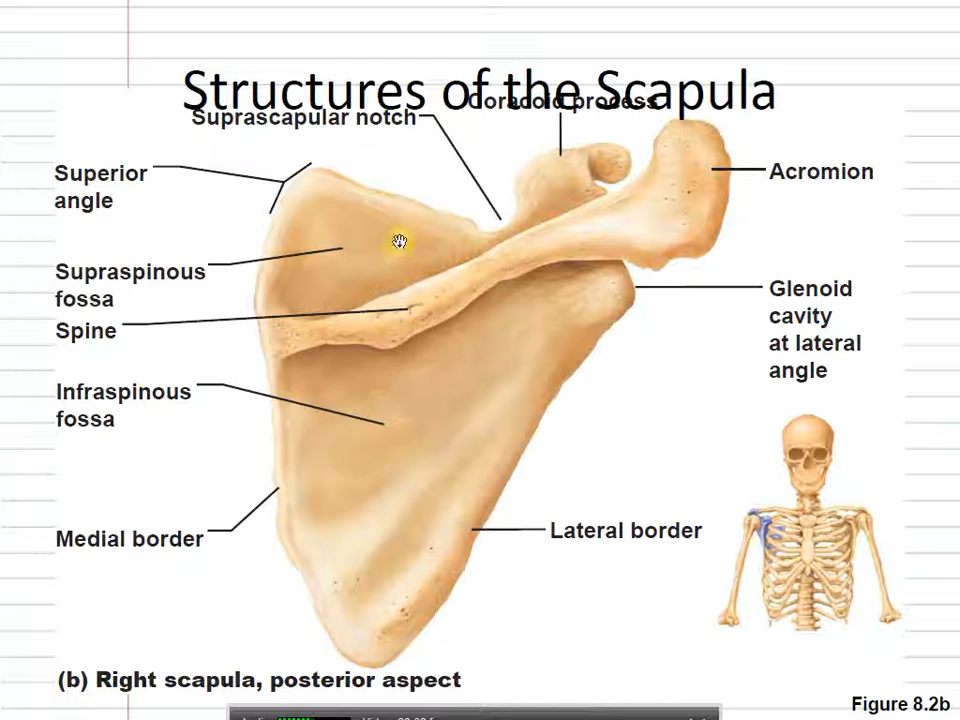 Structures of the Scapula
Coracoid process
Suprascapular notch
Superior
angle
Acromion
Supraspinous
fossa
Spine
Glenoid
cavity
at lateral
angle
Infraspinous
fossa
Medial border
Lateral border
(b) Right scapula, posterior aspect
Figure 8.2b